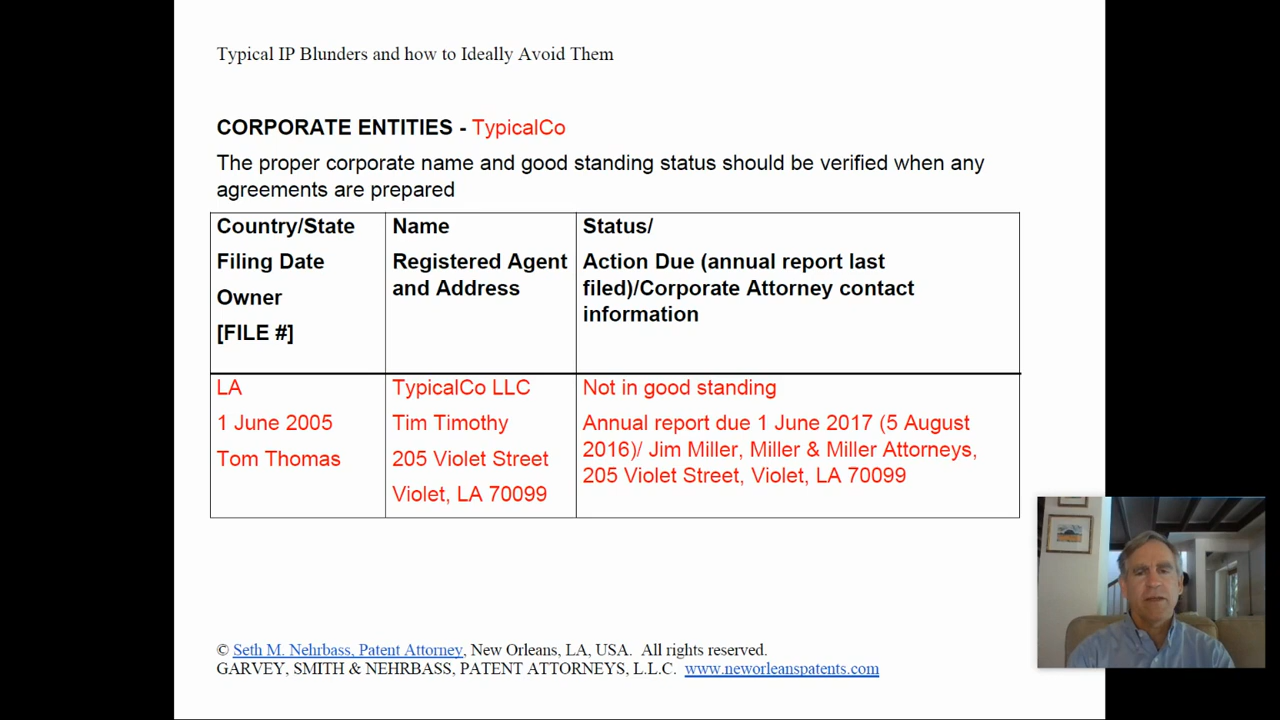 Typical IP Blunders and how to Ideally Avoid Them
CORPORATE ENTITIES - TypicalCo
The proper corporate name and good standing status should be verified when any
agreements are prepared
Country/State
Filing Date
Owner
[FILE #]
Name
Registered Agent
and Address
Status/
Action Due (annual report last
filed)/Corporate Attorney contact
information
LA
1 June 2005
Tom Thomas
TypicalCo LLC
Tim Timothy
205 Violet Street
Violet, LA 70099
Not in good standing
Annual report due 1 June 2017 (5 August
2016)/ Jim Miller, Miller & Miller Attorneys,
205 Violet Street, Violet, LA 70099
© Seth M. Nehrbass, Patent Attorney, New Orleans, LA, USA.  All rights reserved.
GARVEY, SMITH & NEHRBASS, PATENT ATTORNEYS, L.L.C.  www.neworleanspatents.com